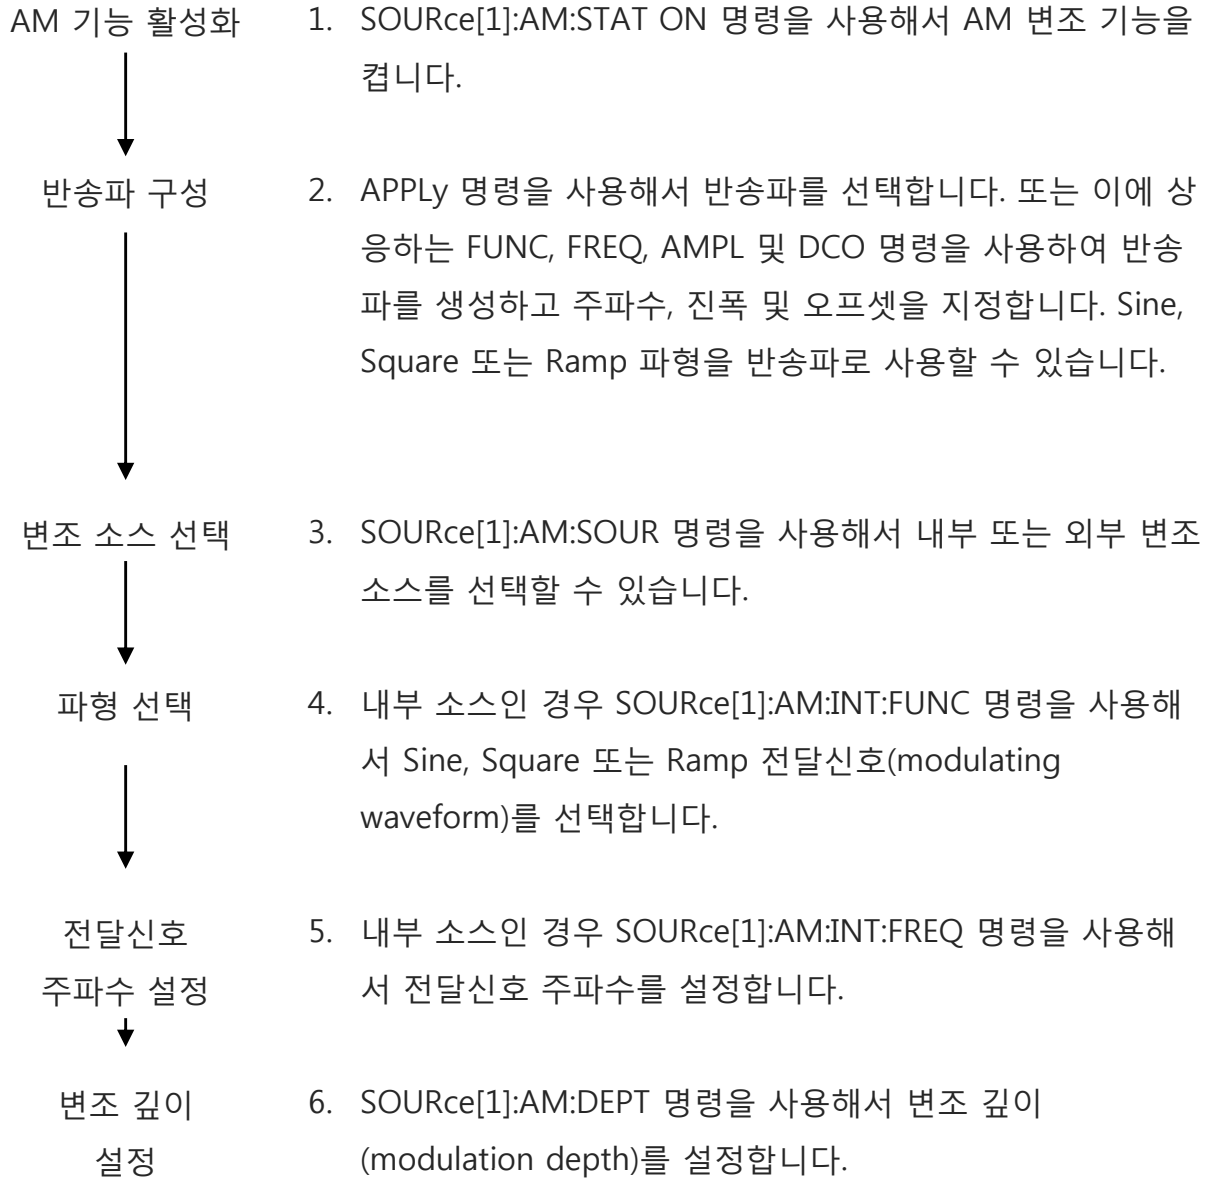 AM 기능 활성화
1. SOURce[1]:AM:STAT ON 명령을 사용해서 AM 변조 기능을
켭니다.
반송파 구성
2. APPLy 명령을 사용해서 반송파를 선택합니다. 또는 이에 상
응하는 FUNC, FREQ, AMPL 및 DCO 명령을 사용하여 반송
파를 생성하고 주파수, 진폭 및 오프셋을 지정합니다. Sine,
Square 또는 Ramp 파형을 반송파로 사용할 수 있습니다.
변조 소스 선택
3. SOURce[1]:AM:SOUR 명령을 사용해서 내부 또는 외부 변조
소스를 선택할 수 있습니다.
파형 선택
4. 내부 소스인 경우 SOURce[1]:AM:INT:FUNC 명령을 사용해
서 Sine, Square 또는 Ramp 전달신호(modulating
waveform)를 선택합니다.
전달신호
주파수 설정
5. 내부 소스인 경우 SOURce[1]:AM:INT:FREQ 명령을 사용해
서 전달신호 주파수를 설정합니다.
변조 깊이
설정
6. SOURce[1]:AM:DEPT 명령을 사용해서 변조 깊이
(modulation depth)를 설정합니다.